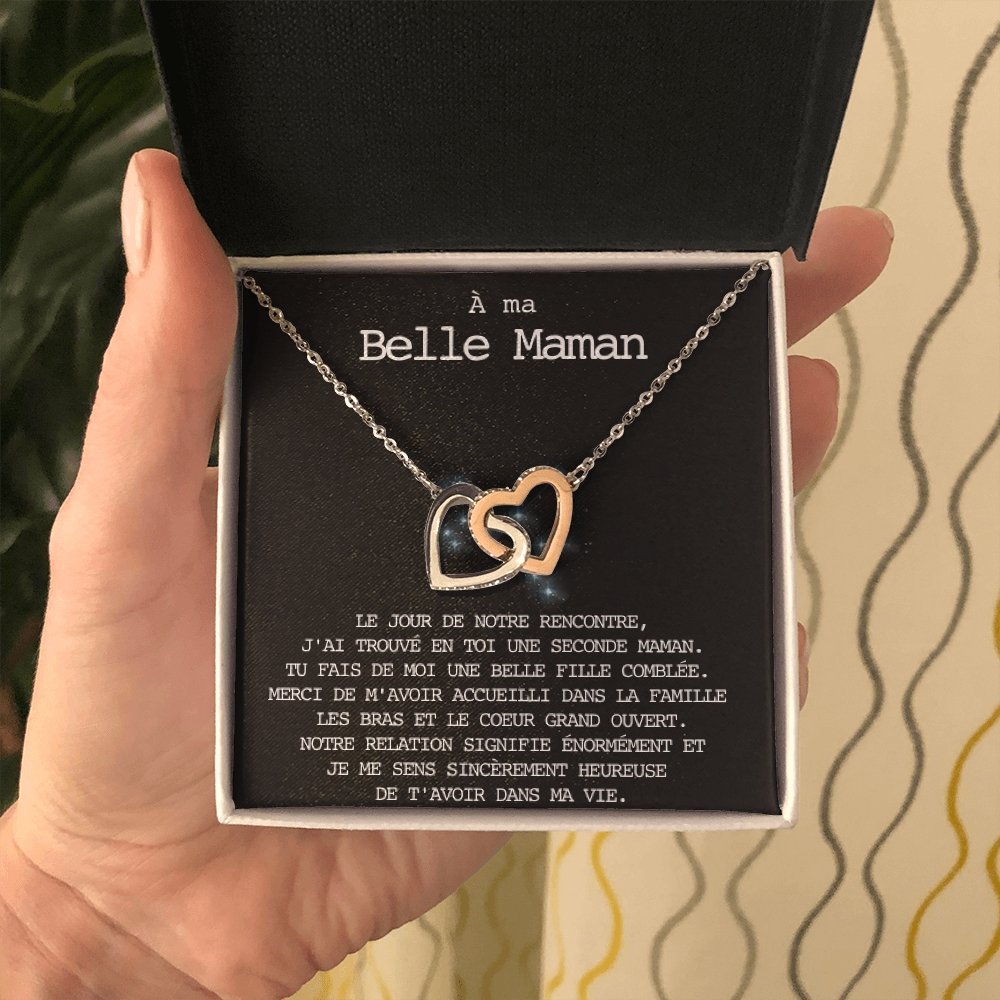 À ma
Belle Maman
LE JOUR DE NOTRE RENCONTRE,
J'AI TROUVÉ EN TOI UNE SECONDE MAMAN.
TU FAIS DE MOI UNE BELLE FILLE COMBLÉE.
MERCI DE M'AVOIR ACCUEILLI DANS LA FAMILLE
LES BRAS ET LE COEUR GRAND OUVERT.
NOTRE RELATION SIGNIFIE ÉNORMÉMENT ET
JE ME SENS SINCÈREMENT HEUREUSE
DE T'AVOIR DANS MA VIE.